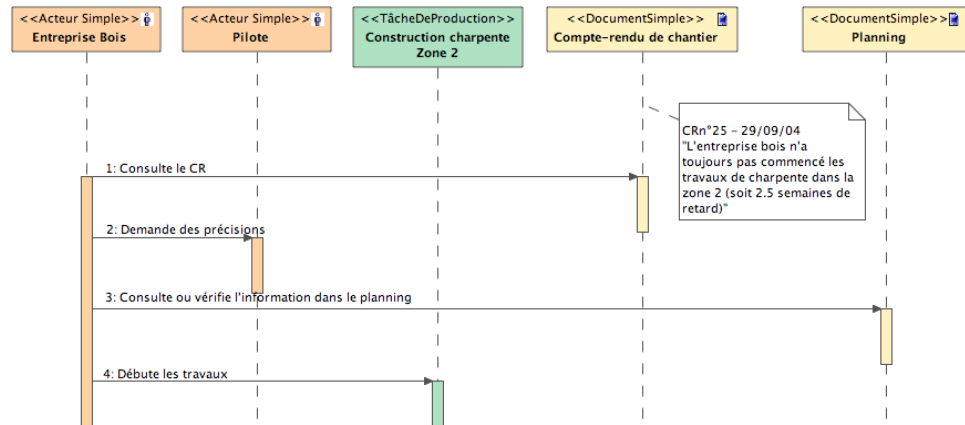 <<Acteur Simple>>
Entreprise Bois
<<Acteur Simple>>
Pilote
<<TâcheDeProduction>>
Construction charpente
Zone 2
<<DocumentSimple>>
Compte-rendu de chantier
<<DocumentSimple>>
Planning
CRn°25 - 29/09/04
"L'entreprise bois n'a
toujours pas commencé les
travaux de charpente dans la
zone 2 (soit 2.5 semaines de
retard)"
1: Consulte le CR
2: Demande des précisions
3: Consulte ou vérifie l'information dans le planning
4: Débute les travaux